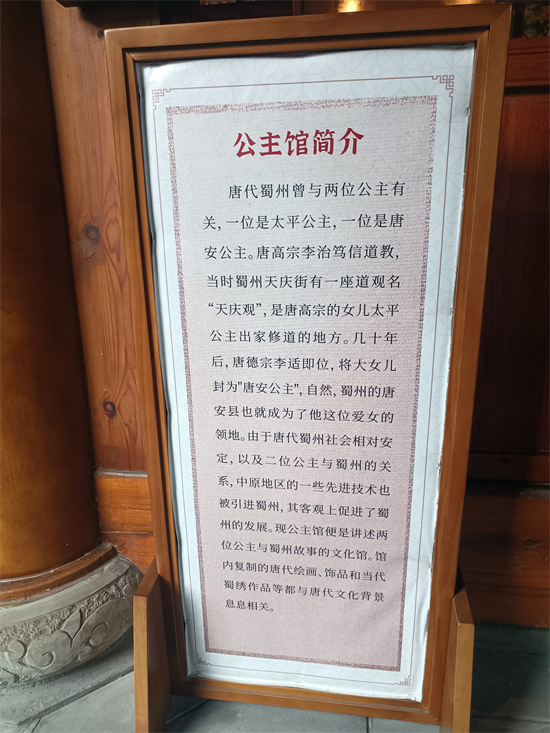 公主馆简介
唐代蜀州曾与两位公主有
关,一位是太平公主,一位是唐
安公主。唐高宗李治笃信道教,
当时蜀州天庆街有一座道观名
“天庆观”,是唐高宗的女儿太平
公主出家修道的地方。几十年
后,唐德宗李适即位,将大女儿
封为"唐安公主",自然,蜀州的唐
安县也就成为了他这位爱女的
领地。由于唐代蜀州社会相对安
定,以及二位公主与蜀州的关
系,中原地区的一些先进技术也
被引进蜀州,其客观上促进了蜀
州的发展。现公主馆便是讲述两
位公主与蜀州故事的文化馆。馆
内复制的唐代绘画、饰品和当代
蜀绣作品等都与唐代文化背景
息息相关。